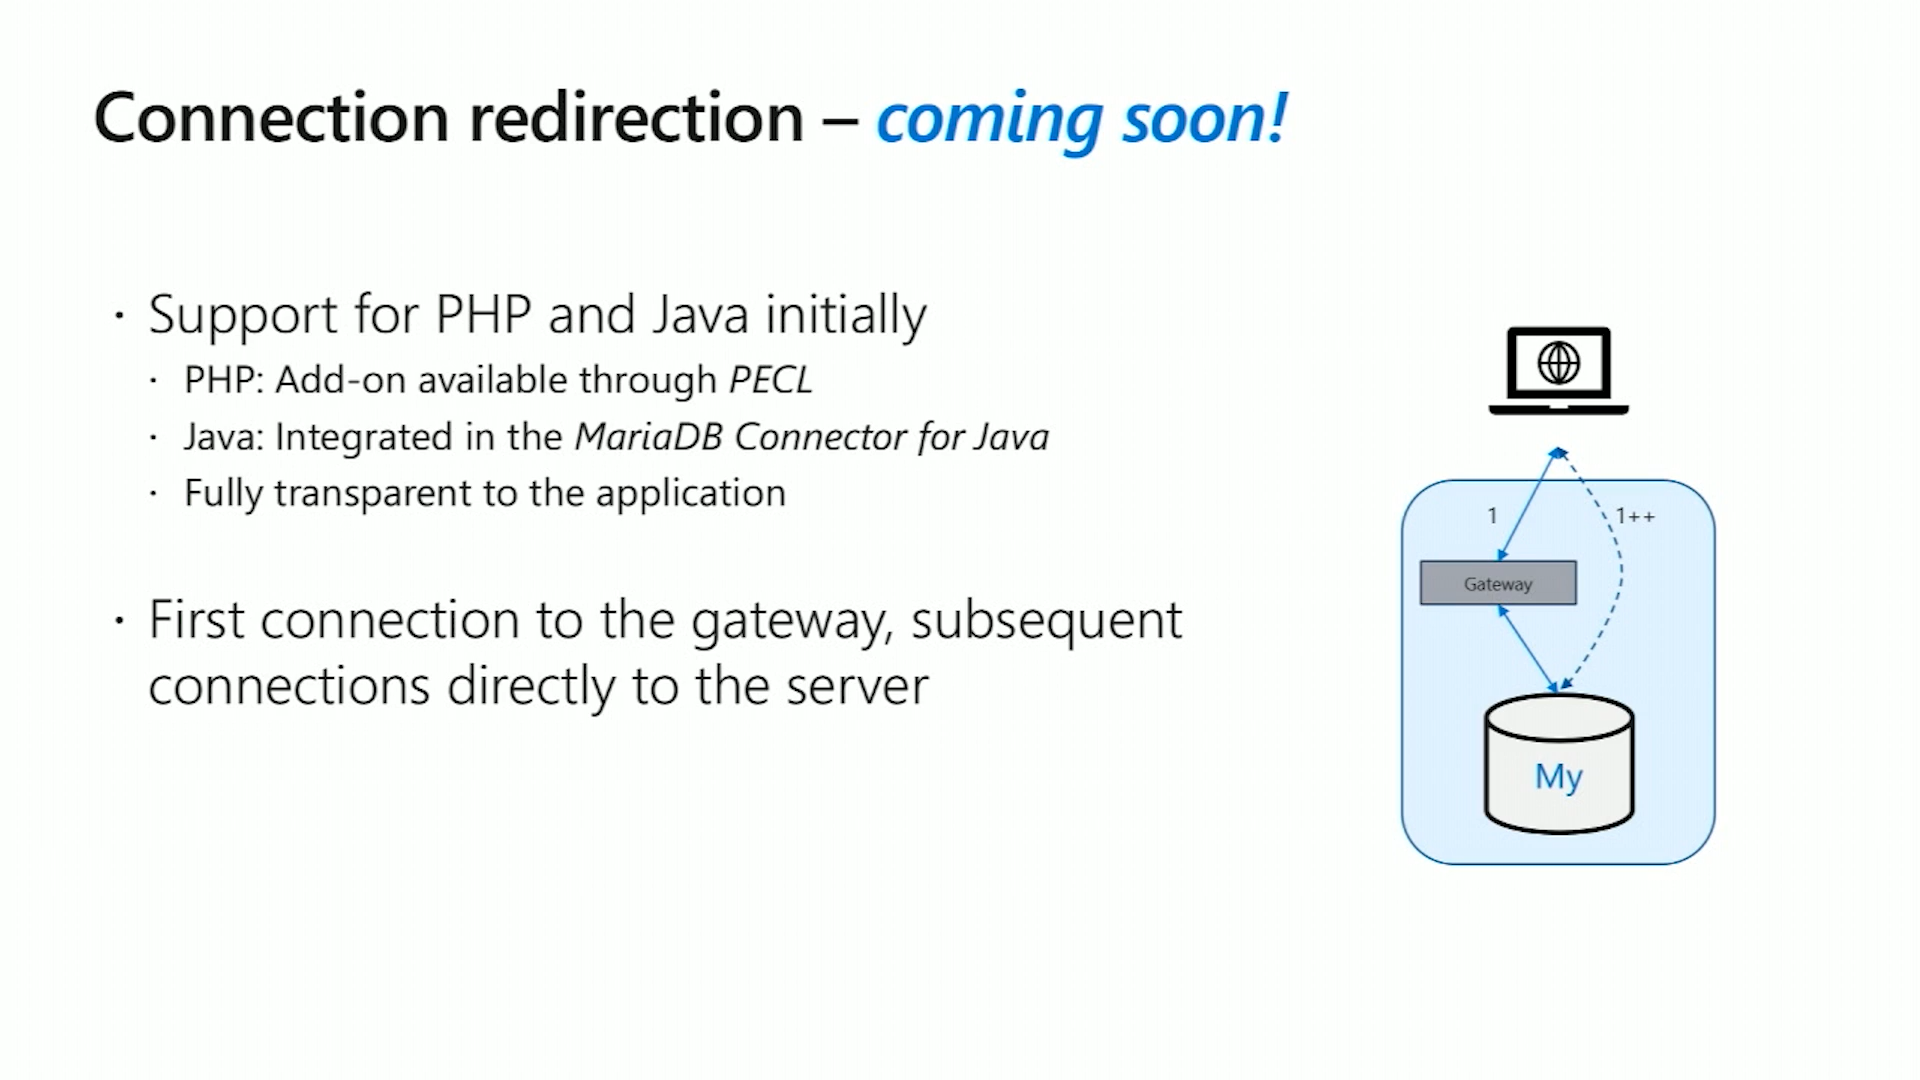 Connection redirection – coming soon!
· Support for PHP and Java initially
· PHP: Add-on available through PECL
· Java: Integrated in the MariaDB Connector for Java
· Fully transparent to the application
· First connection to the gateway, subsequent
connections directly to the server
1
1++
Gateway
My